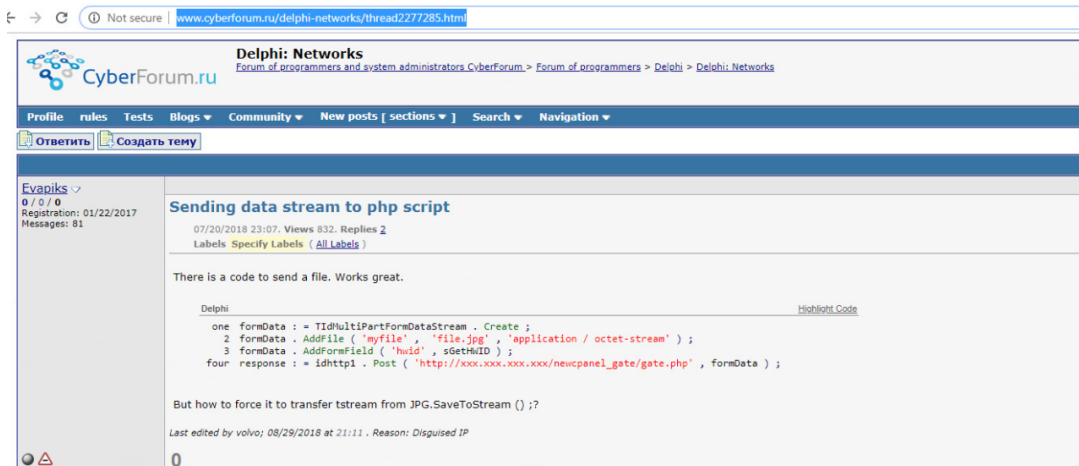 Not secure | www.cyberforum.ru/delphi-networks/thread2277285.html
CyberForum.ru
Delphi: Networks
Forum of programmers and system administrators CyberForum > Forum of programmers > Delphi > Delphi: Networks
Profile rules Tests Blogs Community New posts [ sections ] Search Navigation
Ответить Создать тему
Evapiks
0 / 0 / 0
Registration: 01/22/2017
Messages: 81
Sending data stream to php script
07/20/2018 23:07. Views 832. Replies 2
Labels Specify Labels ( All Labels )
There is a code to send a file. Works great.
Delphi Highlight Code
one formData : = TIdMultiPartFormDataStream . Create ;
2 formData . AddFile ( 'myfile' , 'file.jpg' , 'application / octet-stream' ) ;
3 formData . AddFormField ( 'hwid' , sGetHWID ) ;
four response : = idhttp1 . Post ( 'http://xxx.xxx.xxx.xxx/newcpanel_gate/gate.php' , formData ) ;
But how to force it to transfer tstream from JPG.SaveToStream () ;?
Last edited by volvo; 08/29/2018 at 21:11 . Reason: Disguised IP
0